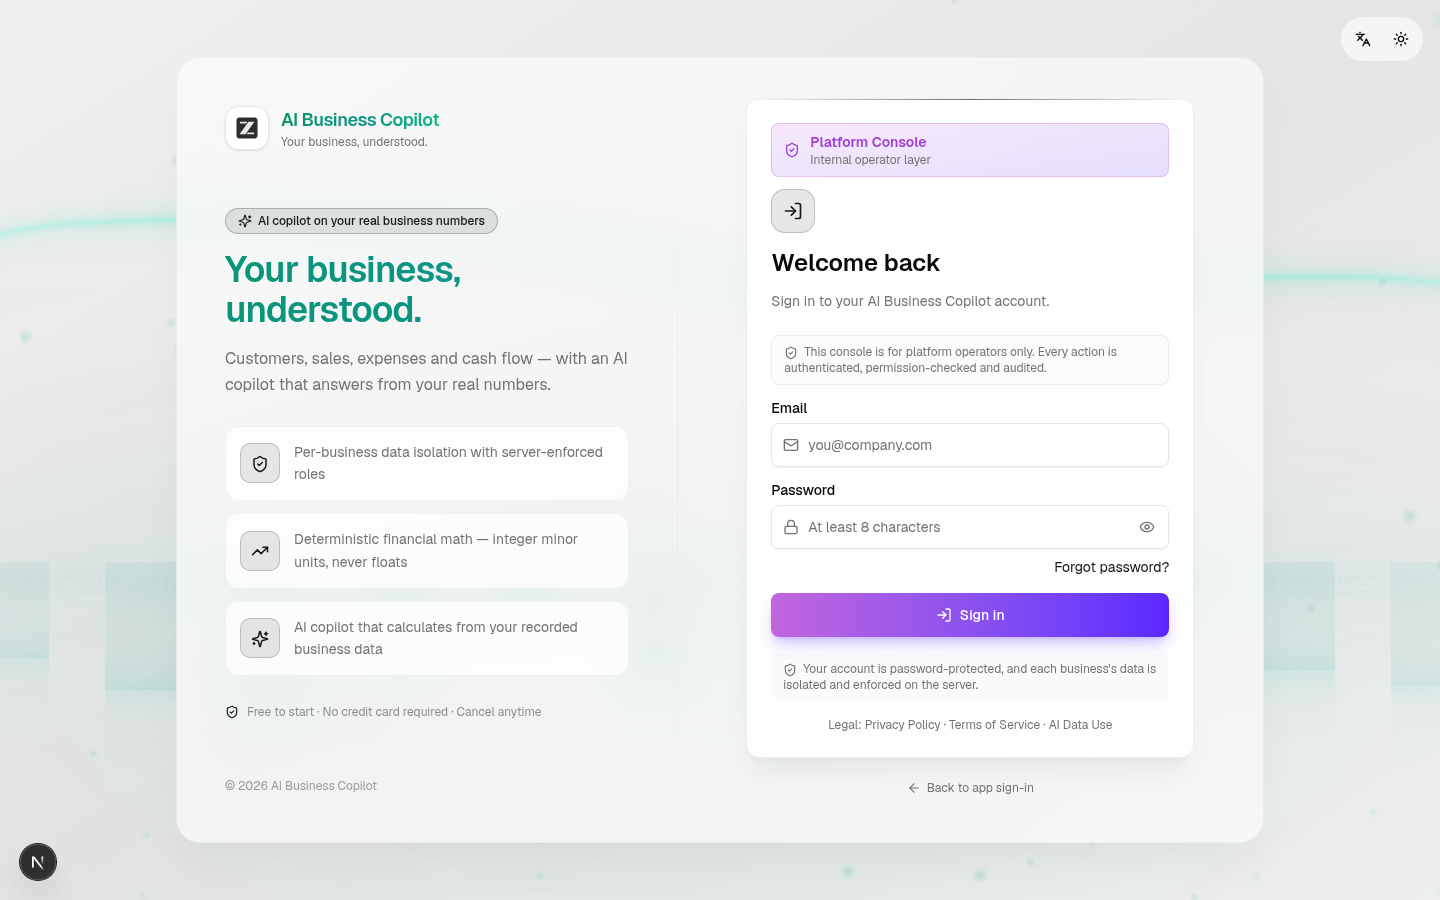 AI Business Copilot
Your business, understood.
AI copilot on your real business numbers
Your business,
understood.
Customers, sales, expenses and cash flow — with an AI
copilot that answers from your real numbers.
Per-business data isolation with server-enforced
roles
Deterministic financial math — integer minor
units, never floats
AI copilot that calculates from your recorded
business data
Free to start · No credit card required · Cancel anytime
© 2026 AI Business Copilot
Platform Console
Internal operator layer
Welcome back
Sign in to your AI Business Copilot account.
This console is for platform operators only. Every action is
authenticated, permission-checked and audited.
Email
you@company.com
Password
At least 8 characters
Forgot password?
Sign in
Your account is password-protected, and each business's data is
isolated and enforced on the server.
Legal: Privacy Policy · Terms of Service · AI Data Use
Back to app sign-in